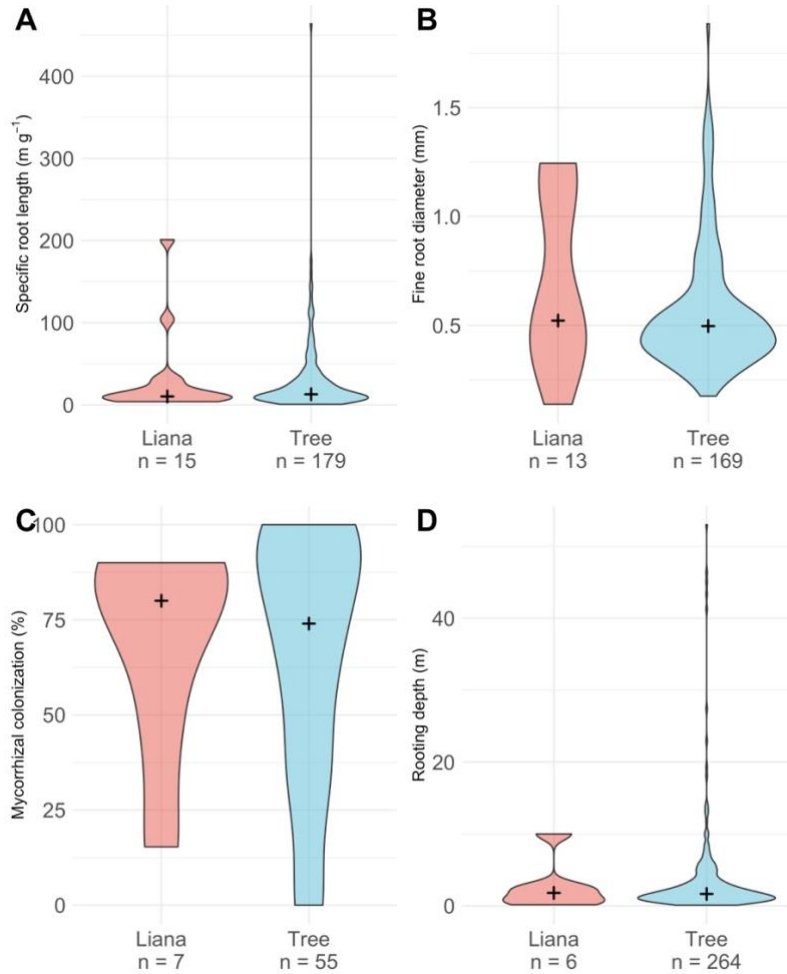 A
Specific root length (m g⁻¹)
400
300
200
100
0
Liana
n = 15
Tree
n = 179
B
Fine root diameter (mm)
1.5
1.0
0.5
Liana
n = 13
Tree
n = 169
C
Mycorrhizal colonization (%)
100
75
50
25
0
Liana
n = 7
Tree
n = 55
D
Rooting depth (m)
40
20
0
Liana
n = 6
Tree
n = 264